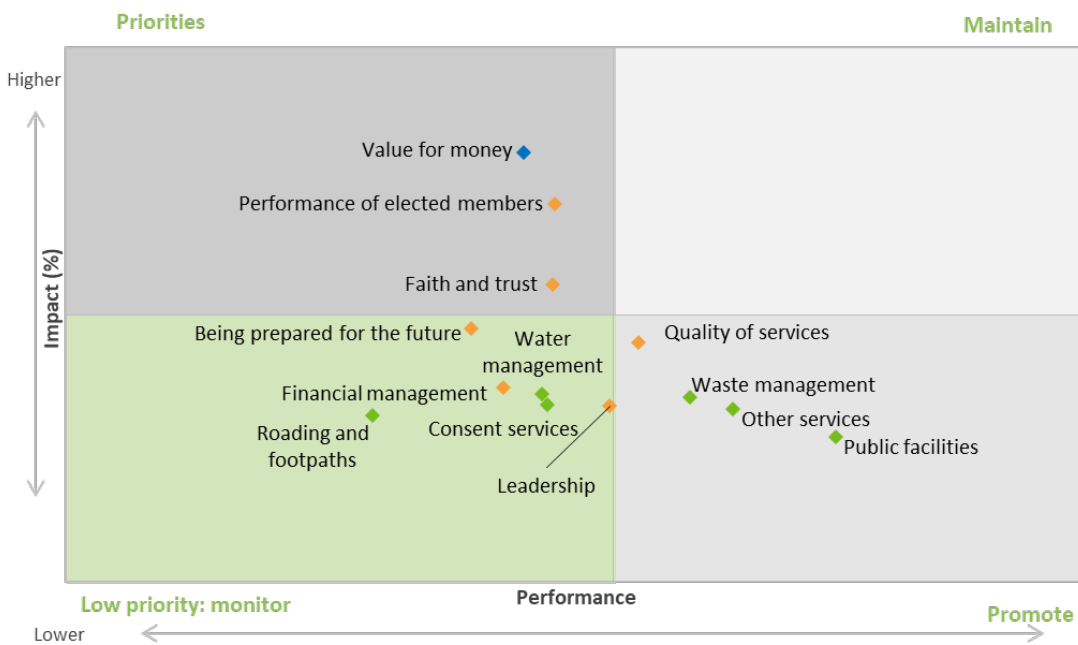 Priorities
Maintain
Higher
Value for money
Performance of elected members
Impact (%)
Faith and trust
Being prepared for the future
Water
management
Quality of services
Financial management
Waste management
Roading and
footpaths
Consent services
Other services
Public facilities
Leadership
Low priority: monitor
Performance
Promote
Lower